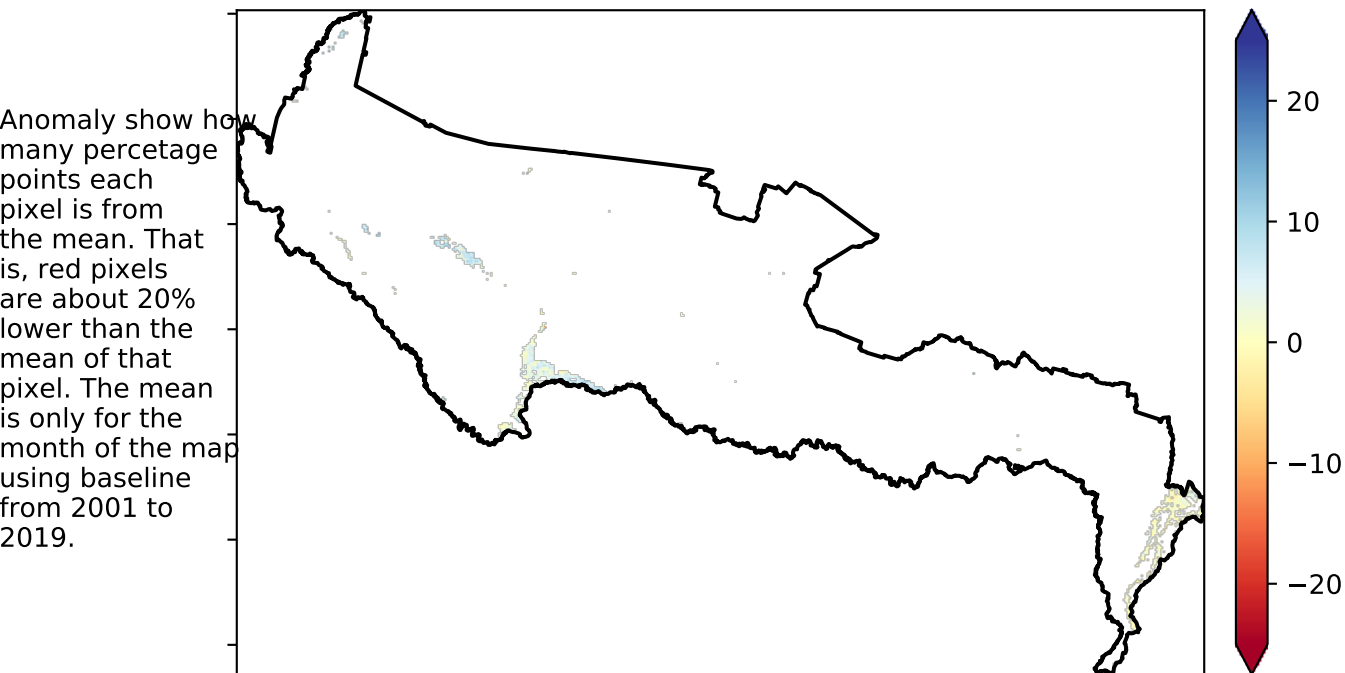 Anomaly show how
many percetage
points each
pixel is from
the mean. That
is, red pixels
are about 20%
lower than the
mean of that
pixel. The mean
is only for the
month of the map
using baseline
from 2001 to
2019.
20
10
0
−10
−20